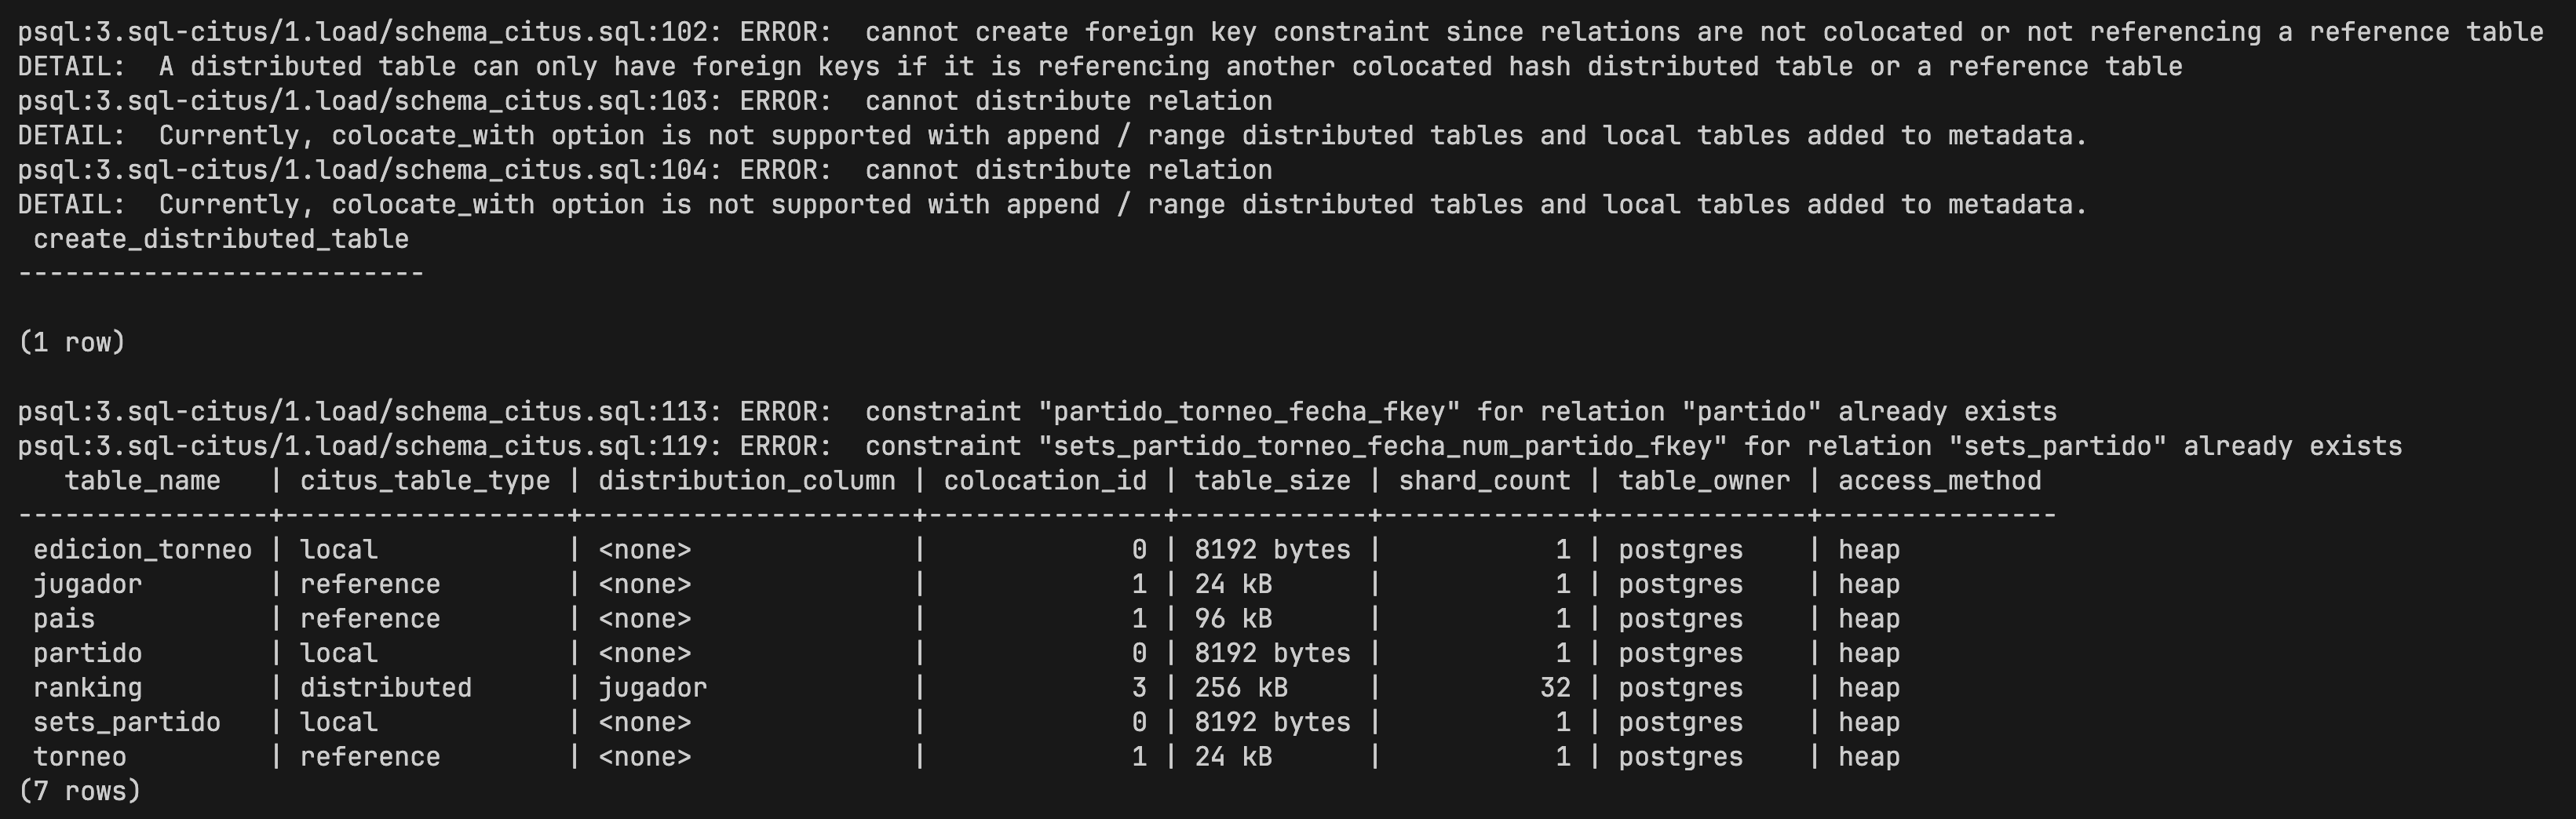 psql:3.sql-citus/1.load/schema_citus.sql:102: ERROR:  cannot create foreign key constraint since relations are not colocated or not referencing a reference table
DETAIL:  A distributed table can only have foreign keys if it is referencing another colocated hash distributed table or a reference table
psql:3.sql-citus/1.load/schema_citus.sql:103: ERROR:  cannot distribute relation
DETAIL:  Currently, colocate_with option is not supported with append / range distributed tables and local tables added to metadata.
psql:3.sql-citus/1.load/schema_citus.sql:104: ERROR:  cannot distribute relation
DETAIL:  Currently, colocate_with option is not supported with append / range distributed tables and local tables added to metadata.
 create_distributed_table
--------------------------
(1 row)
psql:3.sql-citus/1.load/schema_citus.sql:113: ERROR:  constraint "partido_torneo_fecha_fkey" for relation "partido" already exists
psql:3.sql-citus/1.load/schema_citus.sql:119: ERROR:  constraint "sets_partido_torneo_fecha_num_partido_fkey" for relation "sets_partido" already exists
   table_name   | citus_table_type | distribution_column | colocation_id | table_size | shard_count | table_owner | access_method
----------------+------------------+---------------------+---------------+------------+-------------+-------------+---------------
 edicion_torneo | local            | <none>              |             0 | 8192 bytes |           1 | postgres    | heap
 jugador        | reference        | <none>              |             1 | 24 kB      |           1 | postgres    | heap
 pais           | reference        | <none>              |             1 | 96 kB      |           1 | postgres    | heap
 partido        | local            | <none>              |             0 | 8192 bytes |           1 | postgres    | heap
 ranking        | distributed      | jugador             |             3 | 256 kB     |          32 | postgres    | heap
 sets_partido   | local            | <none>              |             0 | 8192 bytes |           1 | postgres    | heap
 torneo         | reference        | <none>              |             1 | 24 kB      |           1 | postgres    | heap
(7 rows)